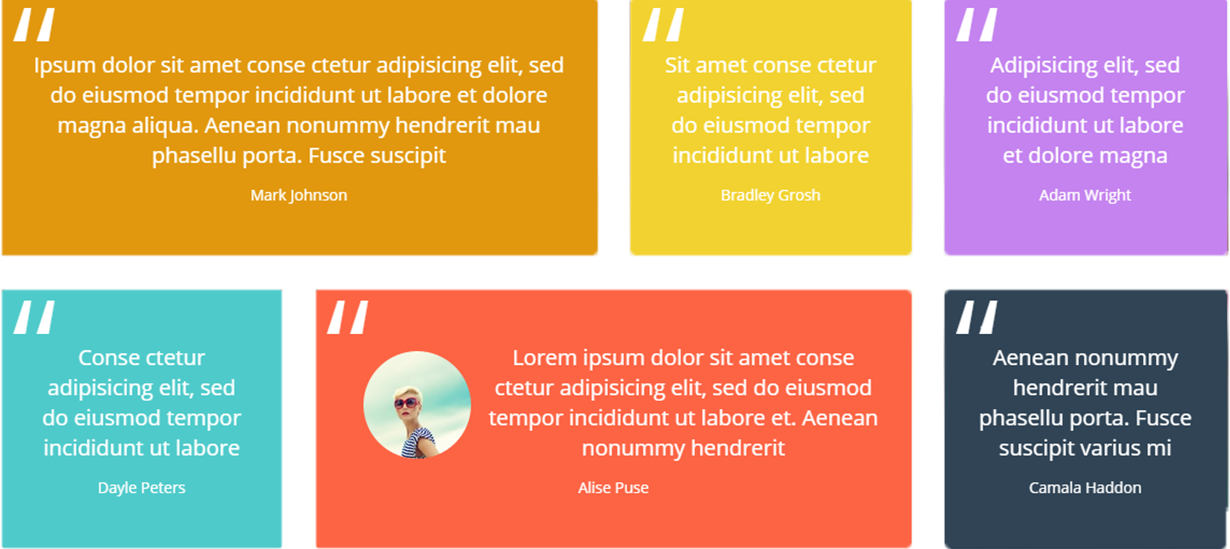 Ipsum dolor sit amet conse ctetur adipisicing elit, sed
do eiusmod tempor incididunt ut labore et dolore
magna aliqua. Aenean nonummy hendrerit mau
phasellu porta. Fusce suscipit
Mark Johnson
Sit amet conse ctetur
adipisicing elit, sed
do eiusmod tempor
incididunt ut labore
Bradley Grosh
Adipisicing elit, sed
do eiusmod tempor
incididunt ut labore
et dolore magna
Adam Wright
Conse ctetur
adipisicing elit, sed
do eiusmod tempor
incididunt ut labore
Dayle Peters
Lorem ipsum dolor sit amet conse
ctetur adipisicing elit, sed do eiusmod
tempor incididunt ut labore et. Aenean
nonummy hendrerit
Alise Puse
Aenean nonummy
hendrerit mau
phasellu porta. Fusce
suscipit varius mi
Camala Haddon